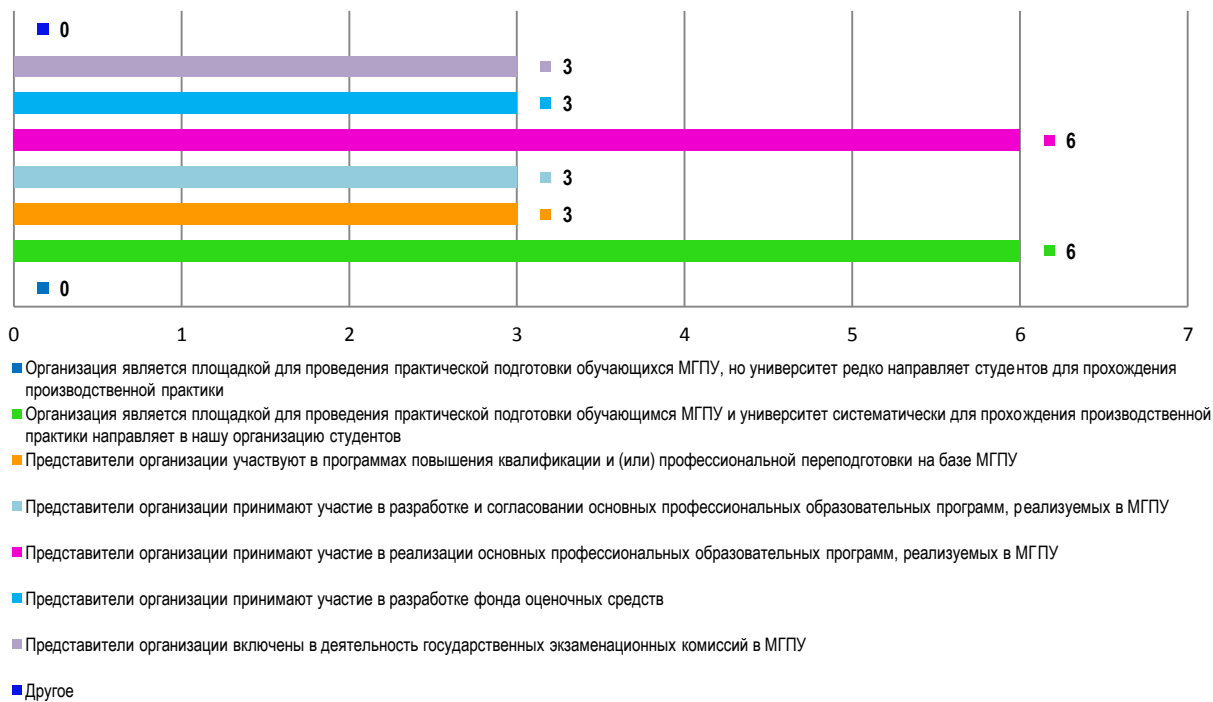 0
3
3
6
3
3
6
0
0 1 2 3 4 5 6 7
Организация является площадкой для проведения практической подготовки обучающихся МГПУ, но университет редко направляет студентов для прохождения
производственной практики
Организация является площадкой для проведения практической подготовки обучающимся МГПУ и университет систематически для прохождения производственной
практики направляет в нашу организацию студентов
Представители организации участвуют в программах повышения квалификации и (или) профессиональной переподготовки на базе МГПУ
Представители организации принимают участие в разработке и согласовании основных профессиональных образовательных программ, реализуемых в МГПУ
Представители организации принимают участие в реализации основных профессиональных образовательных программ, реализуемых в МГПУ
Представители организации принимают участие в разработке фонда оценочных средств
Представители организации включены в деятельность государственных экзаменационных комиссий в МГПУ
Другое